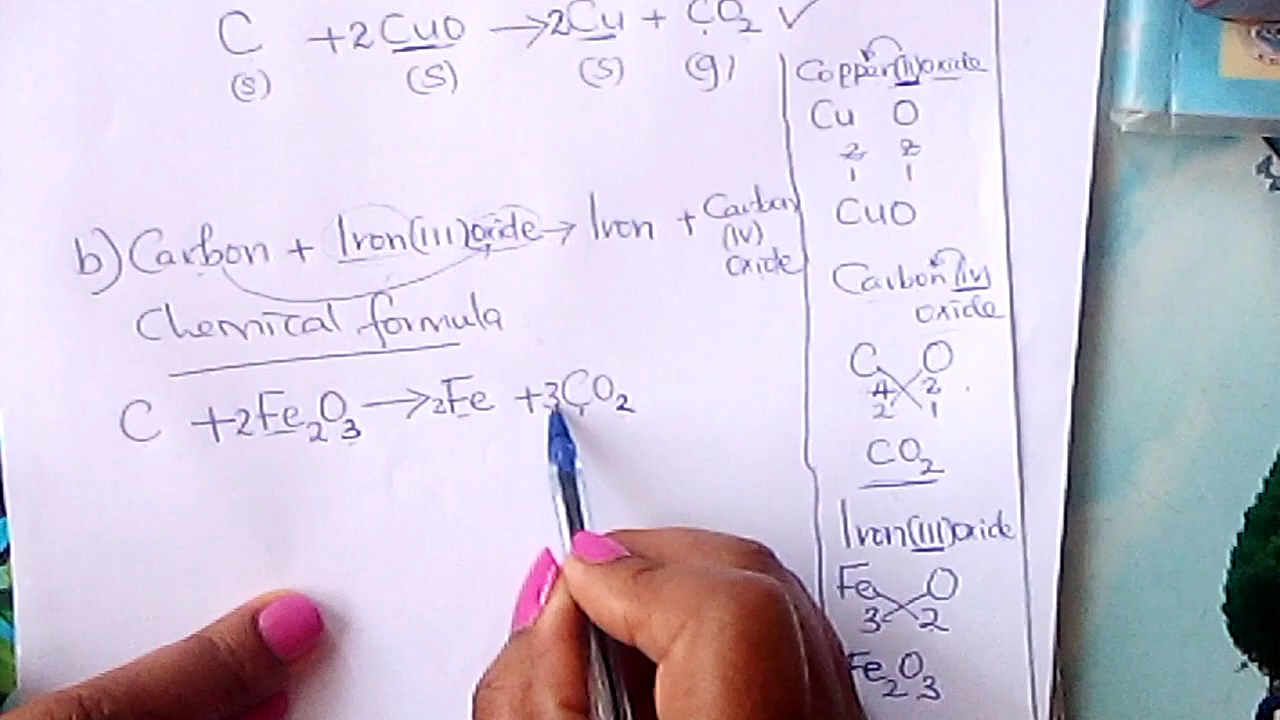 C +2CuO → 2Cu + CO₂ ✓
(s) (s) (s) (g)
b) Carbon + Iron(III)oxide → Iron + Carbon
(IV)
oxide
Chemical formula
C +2Fe₂O₃ → 2Fe +3CO₂
Copper(II)oxide
Cu O
2 2
1 1
CuO
Carbon(IV)
oxide
C O
4 2
2 1
CO₂
Iron(III)oxide
Fe O
3 2
Fe₂O₃